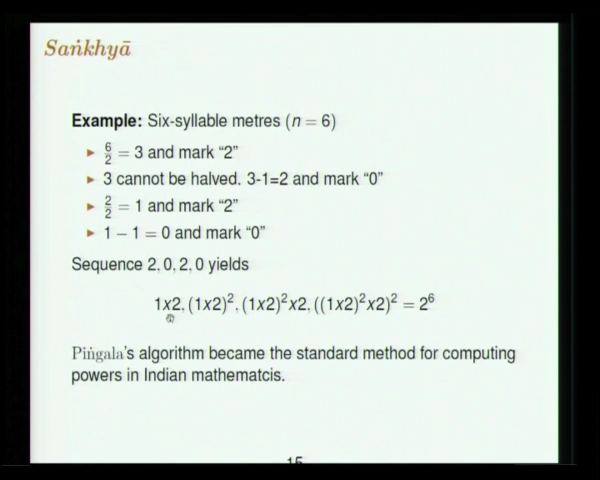 Saṅkhyā
Example: Six-syllable metres (n = 6)
► 6/2 = 3 and mark “2”
► 3 cannot be halved. 3-1=2 and mark “0”
► 2/2 = 1 and mark “2”
► 1 − 1 = 0 and mark “0”
Sequence 2, 0, 2, 0 yields
1x2, (1x2)², (1x2)²x2, ((1x2)²x2)² = 2⁶
Piṅgala's algorithm became the standard method for computing
powers in Indian mathematcis.
15